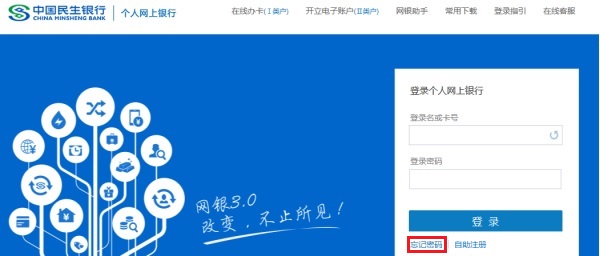 中国民生银行 CHINA MINSHENG BANK 个人网上银行 在线办卡(I类户) 开立电子账户(II类户) 网银助手 常用下载 登录指引 在线客服
登录个人网上银行
登录名或卡号
登录密码
网银3.0
改变，不止所见！
登 录
忘记密码 自助注册